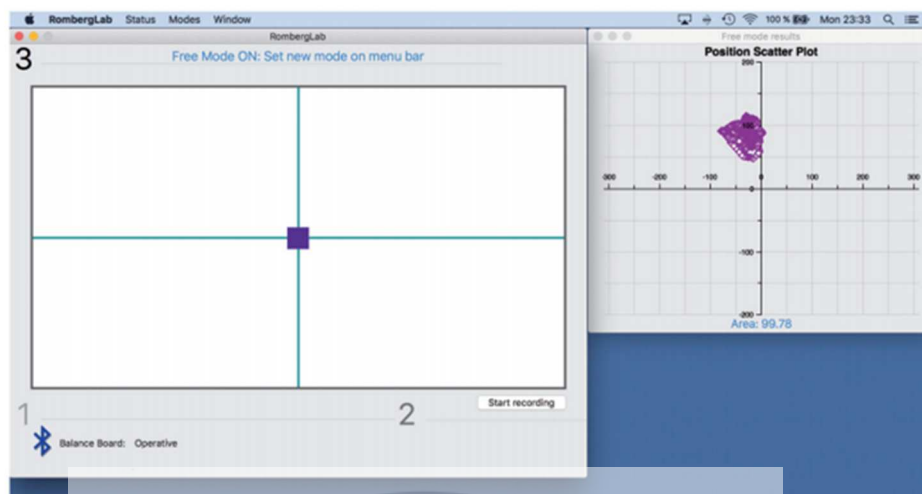 RombergLab Status Modes Window 100 % Mon 23:33
RombergLab
3
Free Mode ON: Set new mode on menu bar
Start recording
1
2
Balance Board: Operative
Free mode results
Position Scatter Plot
200
100
-300 -200 -100 0 100 200 300
0
-100
-200
Area: 99.78